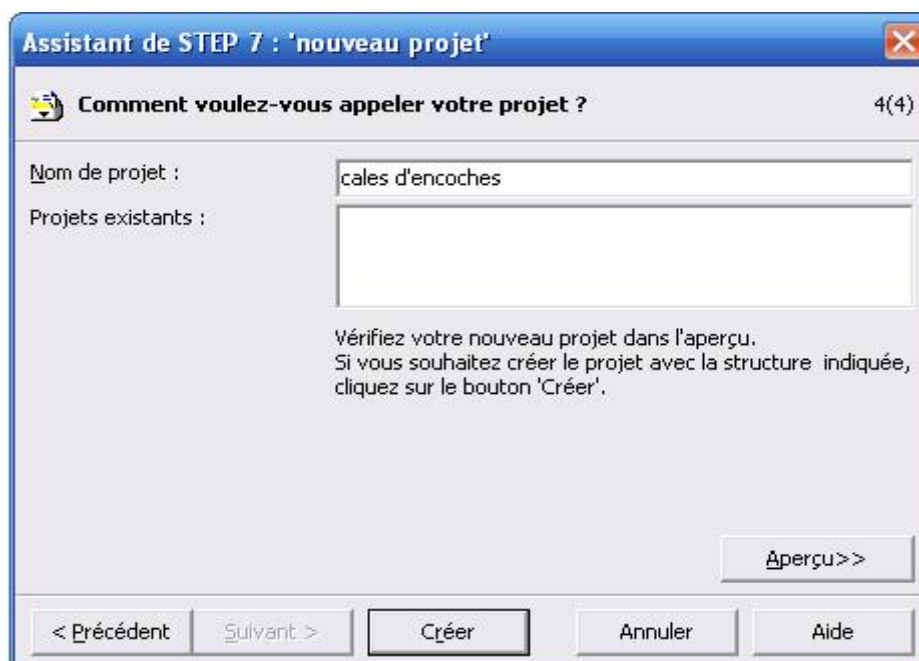 Assistant de STEP 7 : 'nouveau projet'
Comment voulez-vous appeler votre projet ? 4(4)
Nom de projet : cales d'encoches
Projets existants :
Vérifiez votre nouveau projet dans l'aperçu.
Si vous souhaitez créer le projet avec la structure indiquée,
cliquez sur le bouton 'Créer'.
Aperçu>>
< Précédent Suivant > Créer Annuler Aide